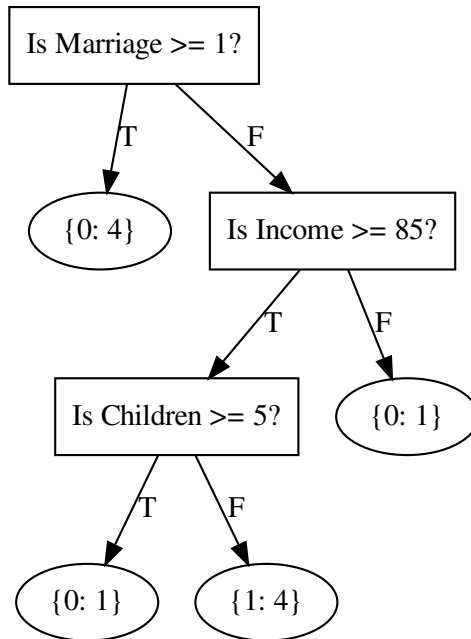 Is Marriage >= 1?
T
F
{0: 4}
Is Income >= 85?
T
F
Is Children >= 5?
{0: 1}
T
F
{0: 1}
{1: 4}